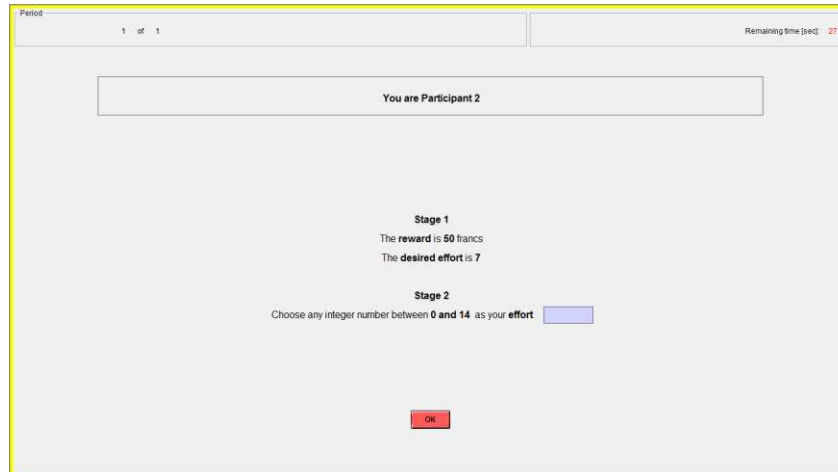 Period
1 of 1
Remaining time [sec]: 27
You are Participant 2
Stage 1
The reward is 50 francs
The desired effort is 7
Stage 2
Choose any integer number between 0 and 14 as your effort
OK